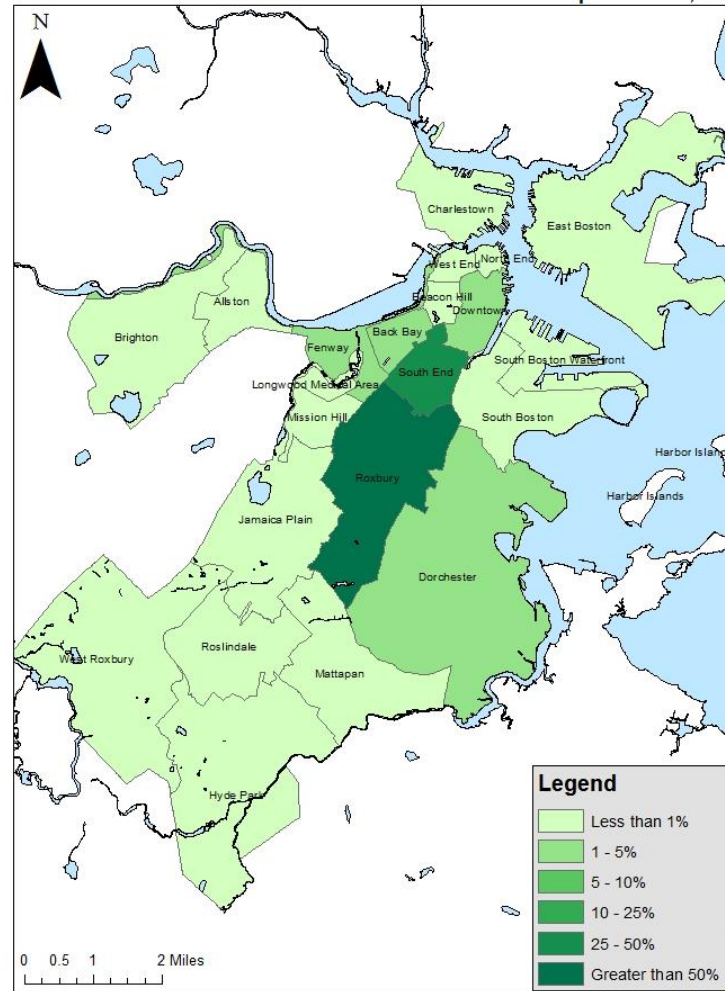 N
Charlestown
East Boston
West End
North End
Beacon Hill
Downtown
Allston
Brighton
Back Bay
Fenway
South End
South Boston Waterfront
Longwood Medical Area
Mission Hill
South Boston
Roxbury
Harbor Islands
Jamaica Plain
Dorchester
West Roxbury
Roslindale
Mattapan
Hyde Park
Legend
Less than 1%
1 - 5%
5 - 10%
10 - 25%
25 - 50%
Greater than 50%
0 0.5 1 2 Miles